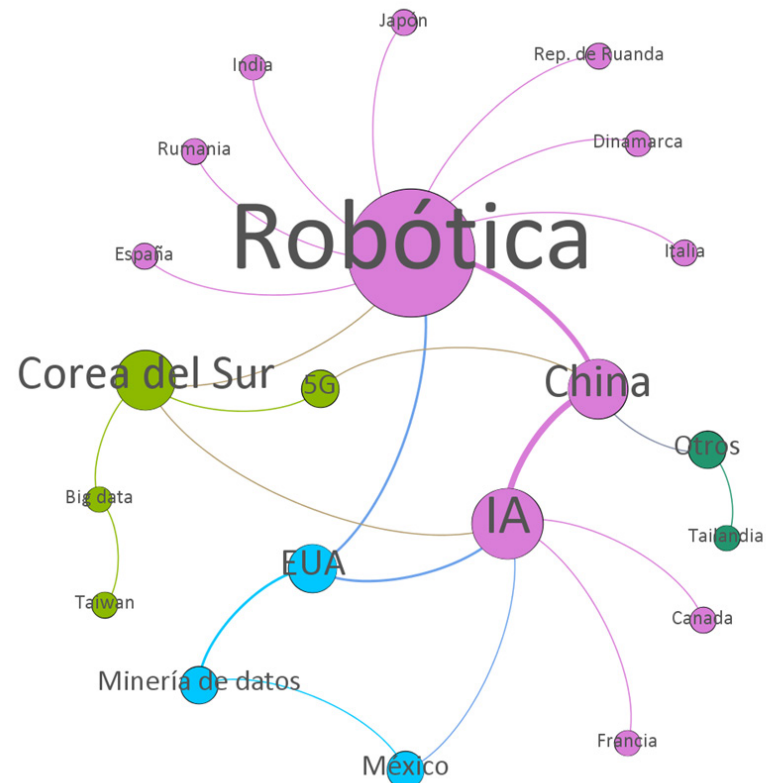 Japón
Rep. de Ruanda
India
Dinamarca
Rumania
Robótica
España
Italia
Corea del Sur
5G
China
Otros
Big data
IA
Tailandia
EUA
Taiwan
Canada
Minería de datos
Francia
México